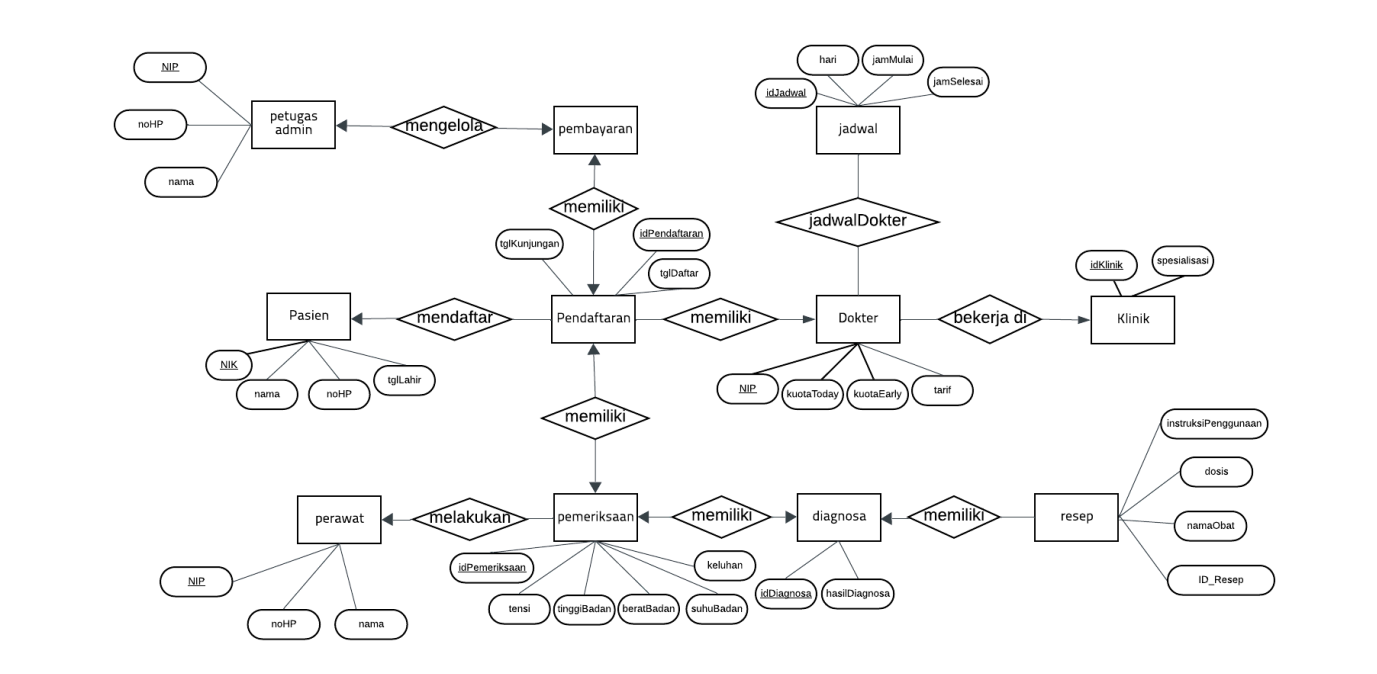 hari
jamMulai
NIP
jamSelesai
idJadwal
petugas
admin
noHP
mengelola
pembayaran
jadwal
nama
memiliki
jadwalDokter
idPendaftaran
tglKunjungan
tglDaftar
idKlinik
spesialisasi
Pasien
mendaftar
Pendaftaran
memiliki
Dokter
bekerja di
Klinik
NIK
nama
noHP
tglLahir
NIP
kuotaToday
kuotaEarly
tarif
memiliki
instruksiPenggunaan
dosis
perawat
melakukan
pemeriksaan
memiliki
diagnosa
memiliki
resep
namaObat
NIP
idPemeriksaan
keluhan
ID_Resep
tensi
tinggiBadan
beratBadan
suhuBadan
idDiagnosa
hasilDiagnosa
noHP
nama